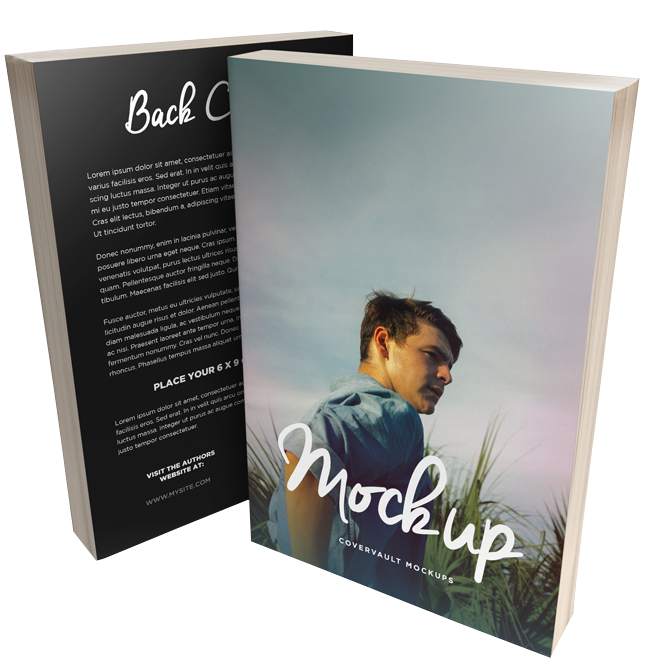 Back C
Lorem ipsum dolor sit amet, consectetuer
varius facilisis eros. Sed erat. In in velit quis
scing luctus massa. Integer ut purus ac augue
mi eu justo tempor consectetuer. Etiam vitae
Cras elit lectus, bibendum a, adipiscing vitae
Ut tincidunt tortor.
Donec nonummy, enim in lacinia pulvinar,
posuere libero urna eget neque. Cras ipsum,
venenatis volutpat, purus lectus ultrices
quam. Pellentesque auctor fringilla neque.
tibulum. Maecenas facilisis elit sed justo.
Fusce auctor, metus eu ultricies vulputate,
licitudin augue risus et dolor. Aenean
diam malesuada ligula, ac vestibulum
ac nisi. Praesent laoreet ante tempor urna.
fermentum nonummy. Cras vel nunc. Donec
rhoncus. Phasellus tempus massa aliquet
PLACE YOUR 6 X 9
Lorem ipsum dolor sit amet, consectetuer
facilisis eros. Sed erat. In in velit quis arcu
luctus massa. Integer ut purus ac augue
justo tempor consectetuer.
VISIT THE AUTHORS
WEBSITE AT:
WWW.MYSITE.COM
Mockup
COVERVAULT MOCKUPS